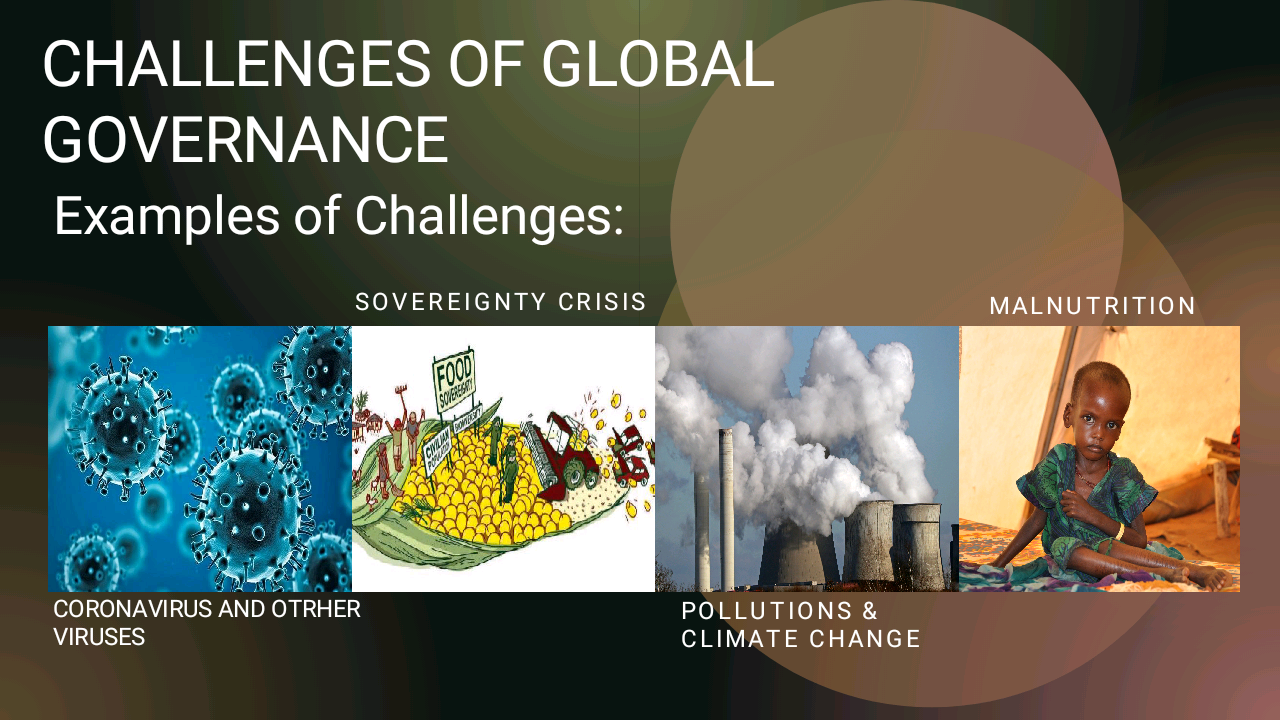 CHALLENGES OF GLOBAL
GOVERNANCE
Examples of Challenges:
SOVEREIGNTY CRISIS
MALNUTRITION
FOOD
SOVEREIGNTY
CORONAVIRUS AND OTRHER
VIRUSES
POLLUTIONS &
CLIMATE CHANGE